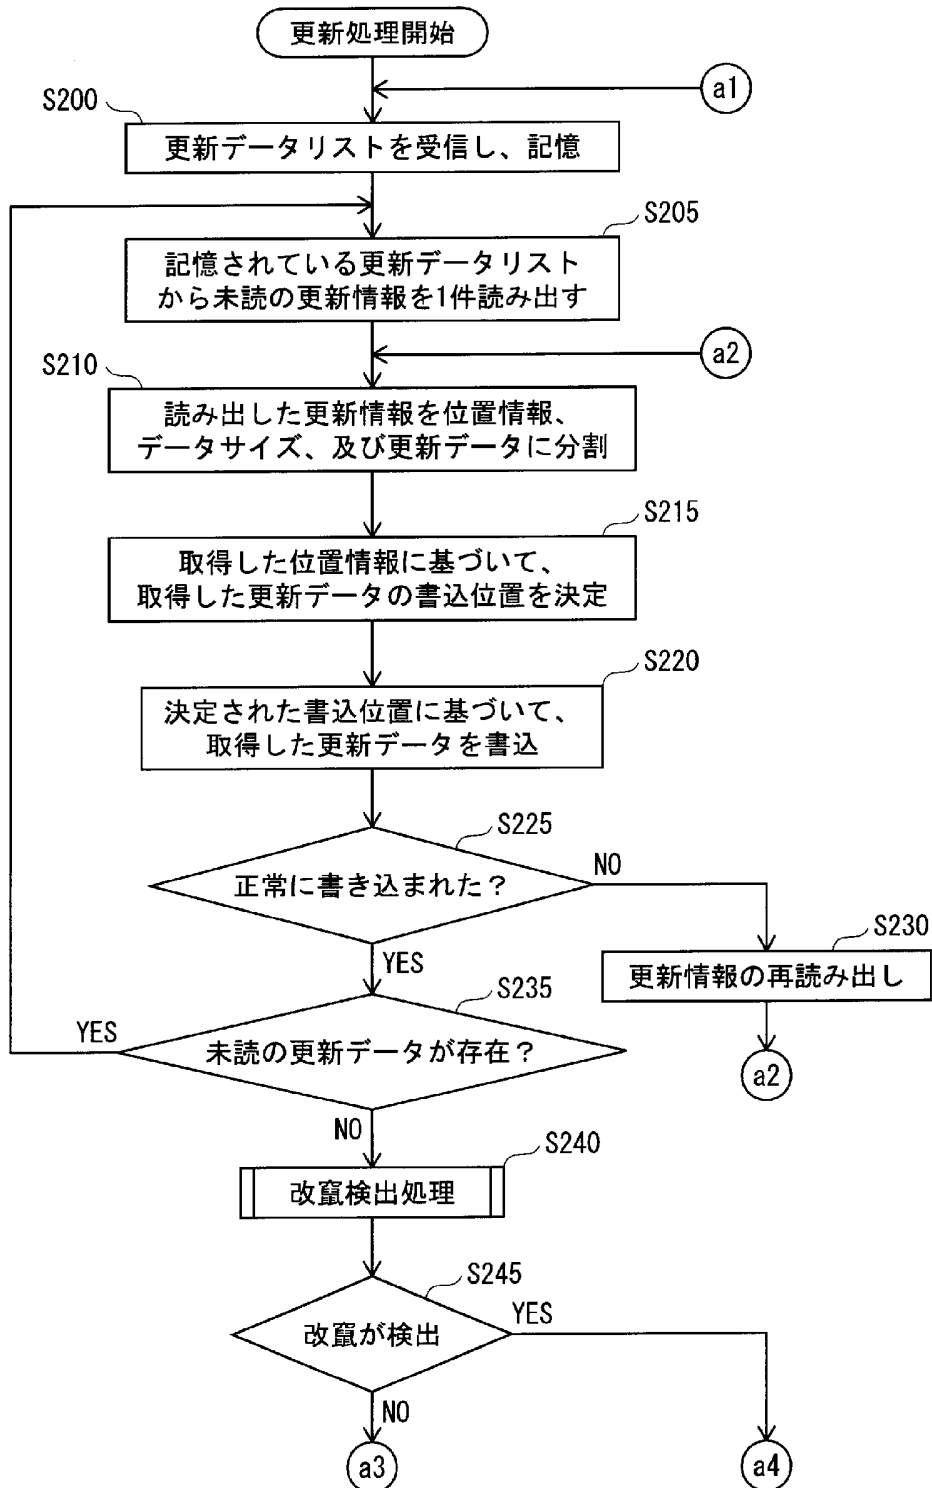 更新処理開始
a1
S200
更新データリストを受信し、記憶
S205
記憶されている更新データリスト
から未読の更新情報を1件読み出す
a2
S210
読み出した更新情報を位置情報、
データサイズ、及び更新データに分割
S215
取得した位置情報に基づいて、
取得した更新データの書込位置を決定
S220
決定された書込位置に基づいて、
取得した更新データを書込
S225
正常に書き込まれた？
NO
S230
更新情報の再読み出し
YES
S235
YES
未読の更新データが存在？
a2
NO
S240
改竄検出処理
S245
YES
改竄が検出
NO
a3
a4